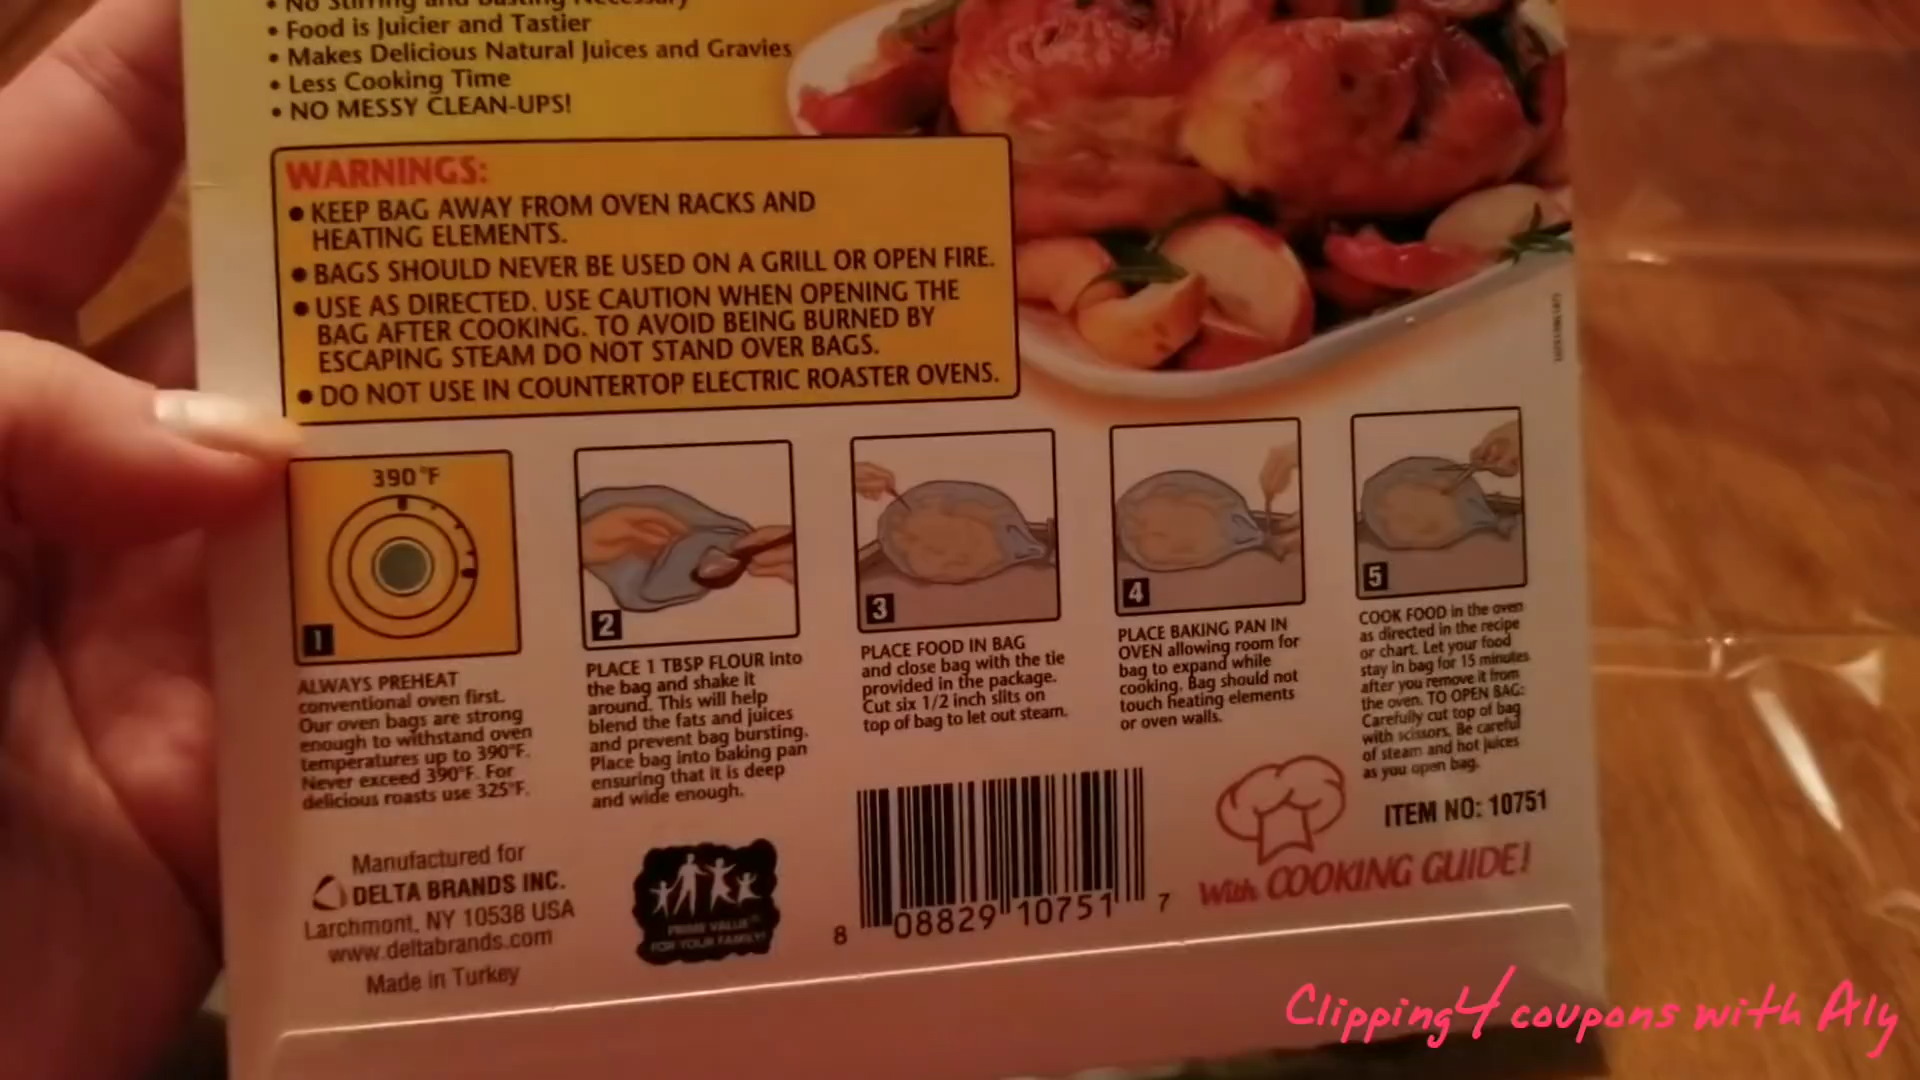 • No Stirring and Basting Necessary
• Food is Juicier and Tastier
• Makes Delicious Natural Juices and Gravies
• Less Cooking Time
• NO MESSY CLEAN-UPS!
WARNINGS:
• KEEP BAG AWAY FROM OVEN RACKS AND
HEATING ELEMENTS.
• BAGS SHOULD NEVER BE USED ON A GRILL OR OPEN FIRE.
• USE AS DIRECTED. USE CAUTION WHEN OPENING THE
BAG AFTER COOKING. TO AVOID BEING BURNED BY
ESCAPING STEAM DO NOT STAND OVER BAGS.
• DO NOT USE IN COUNTERTOP ELECTRIC ROASTER OVENS.
390°F
1
ALWAYS PREHEAT
conventional oven first.
Our oven bags are strong
enough to withstand oven
temperatures up to 390°F.
Never exceed 390°F. For
delicious roasts use 325°F.
2
PLACE 1 TBSP FLOUR into
the bag and shake it
around. This will help
blend the fats and juices
and prevent bag bursting.
Place bag into baking pan
ensuring that it is deep
and wide enough.
3
PLACE FOOD IN BAG
and close bag with the tie
provided in the package.
Cut six 1/2 inch slits on
top of bag to let out steam.
4
PLACE BAKING PAN IN
OVEN allowing room for
bag to expand while
cooking. Bag should not
touch heating elements
or oven walls.
5
COOK FOOD in the oven
as directed in the recipe
or chart. Let your food
stay in bag for 15 minutes
after you remove it from
the oven. TO OPEN BAG:
Carefully cut top of bag
with scissors. Be careful
of steam and hot juices
as you open bag.
Manufactured for
DELTA BRANDS INC.
Larchmont, NY 10538 USA
www.deltabrands.com
Made in Turkey
PRIME VALUE
FOR YOUR FAMILY!
8 08829 10751 7
With COOKING GUIDE!
ITEM NO: 10751
Clipping4 coupons with Aly